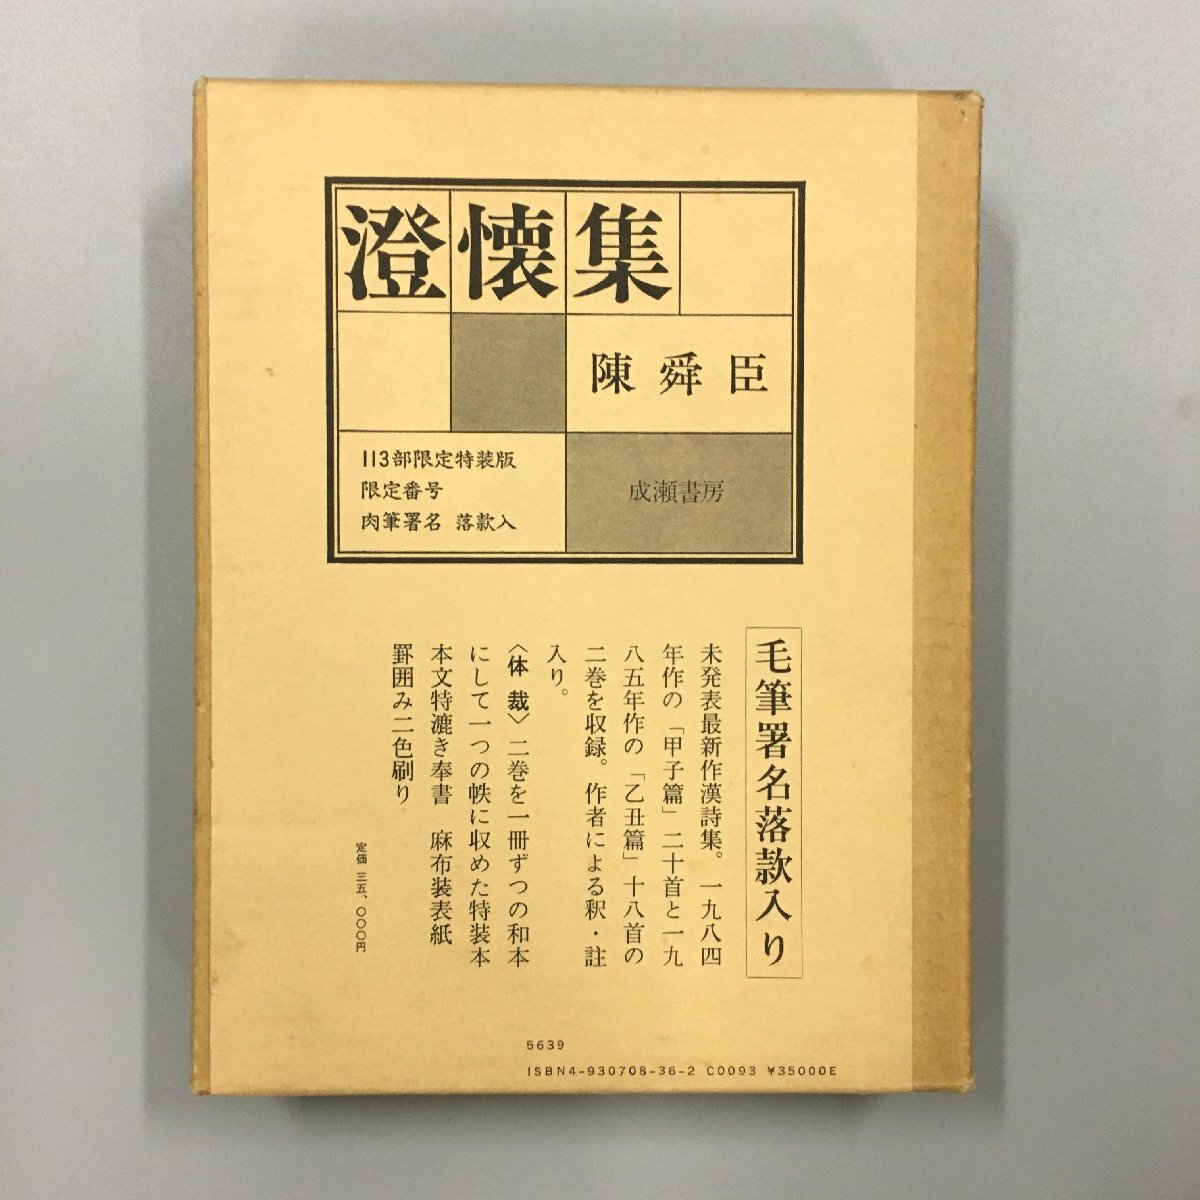 澄懐集
陳舜臣
113部限定特装版
限定番号
肉筆署名 落款入
成瀬書房
毛筆署名落款入り
未発表最新作漢詩集。一九八四
年作の「甲子篇」二十首と一九
八五年作の「乙丑篇」十八首の
二巻を収録。作者による釈・註
入り。
〈体裁〉二巻を一冊ずつの和本
にして一つの帙に収めた特装本
本文特漉き奉書 麻布装表紙
罫囲み二色刷り
定価 三五、〇〇〇円
5639
ISBN4-930708-36-2 C0093 ¥35000E